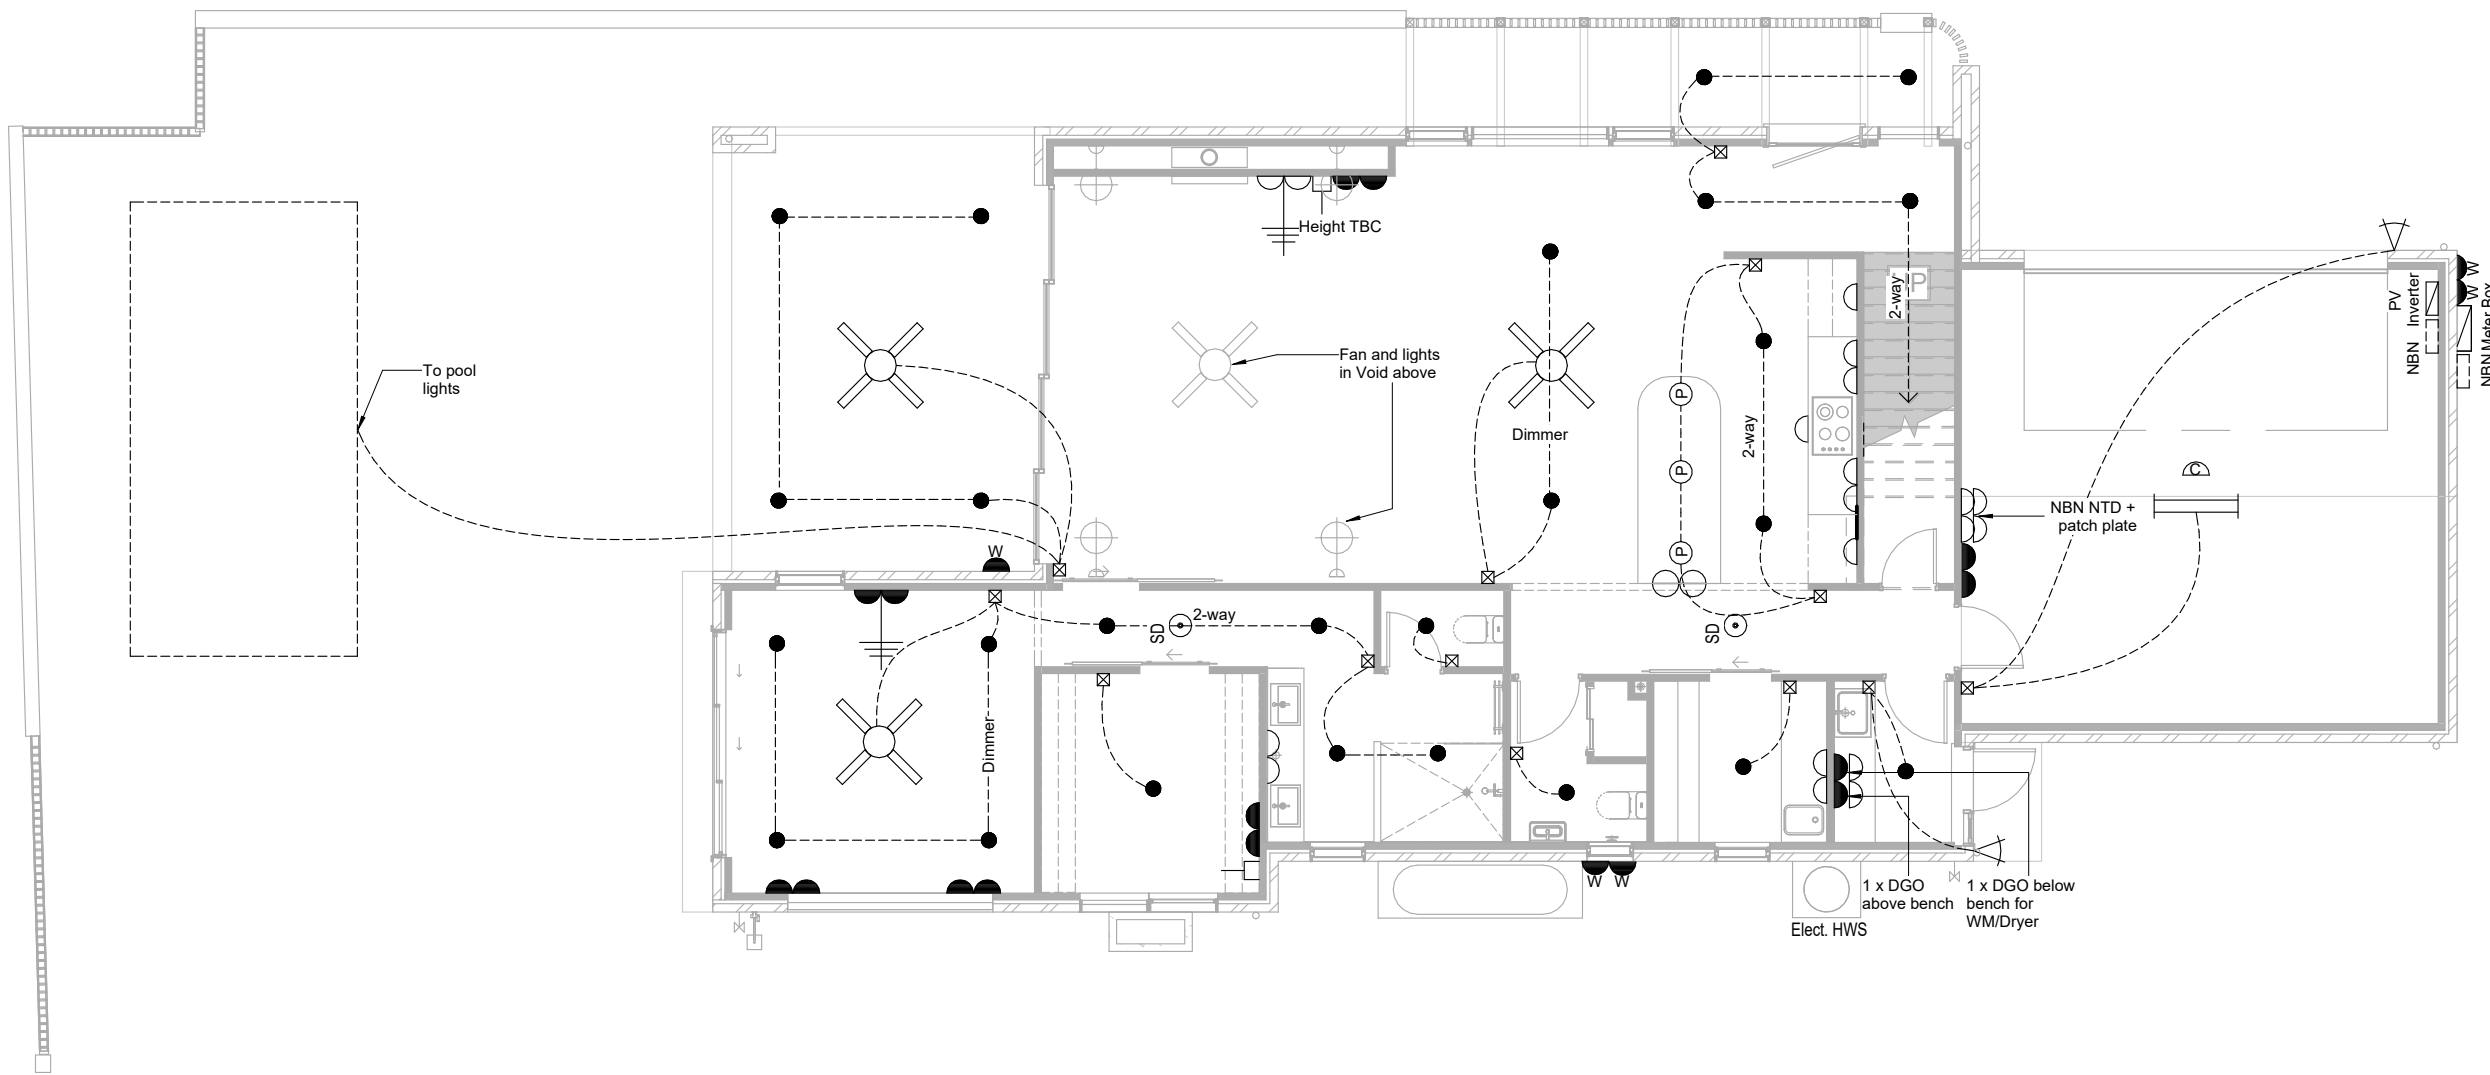 Height TBC
P
2-way
W
W
PV
Inverter
NBN
NBN Meter Box
To pool
lights
Fan and lights
in Void above
P
Dimmer
2-way
P
C
NBN NTD +
patch plate
W
P
SD
2-way
SD
Dimmer
W
W
1 x DGO
above bench
1 x DGO below
bench for
WM/Dryer
Elect. HWS